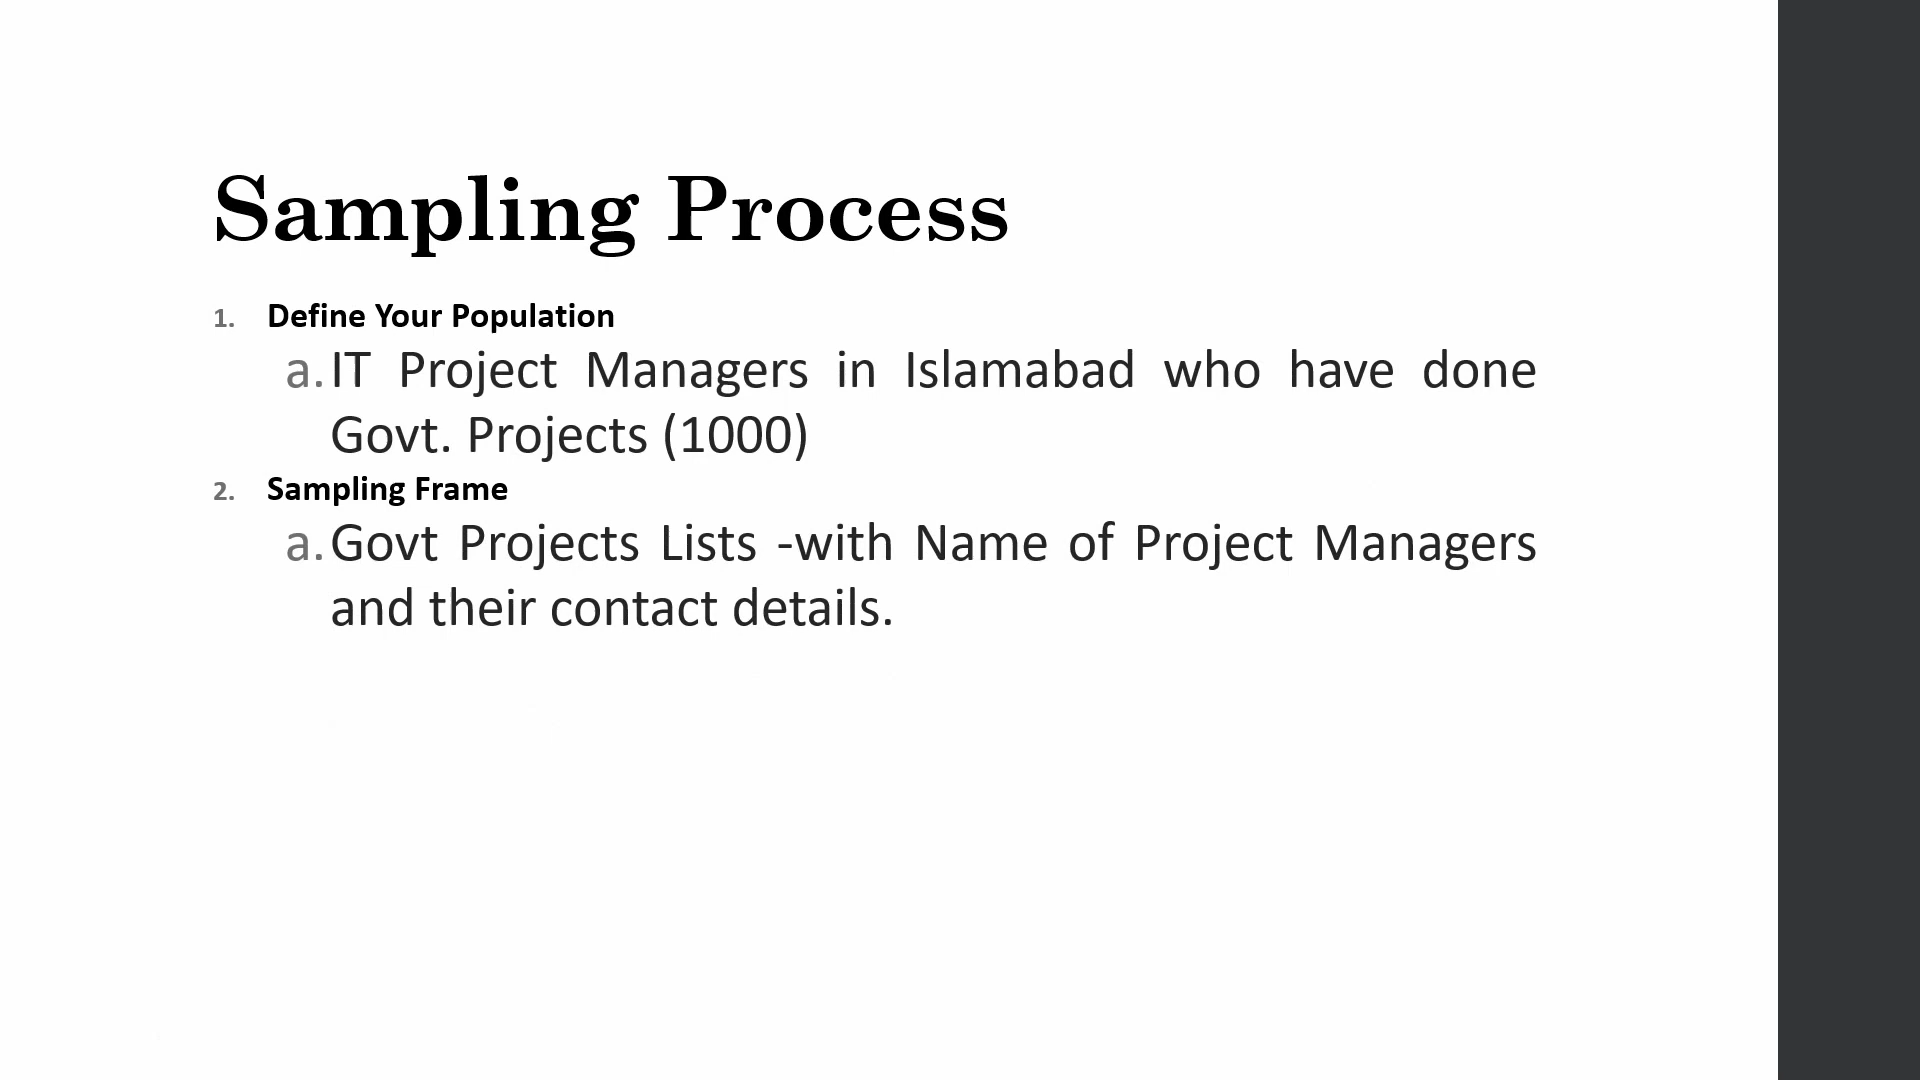 Sampling Process
1. Define Your Population
a. IT Project Managers in Islamabad who have done
Govt. Projects (1000)
2. Sampling Frame
a. Govt Projects Lists -with Name of Project Managers
and their contact details.